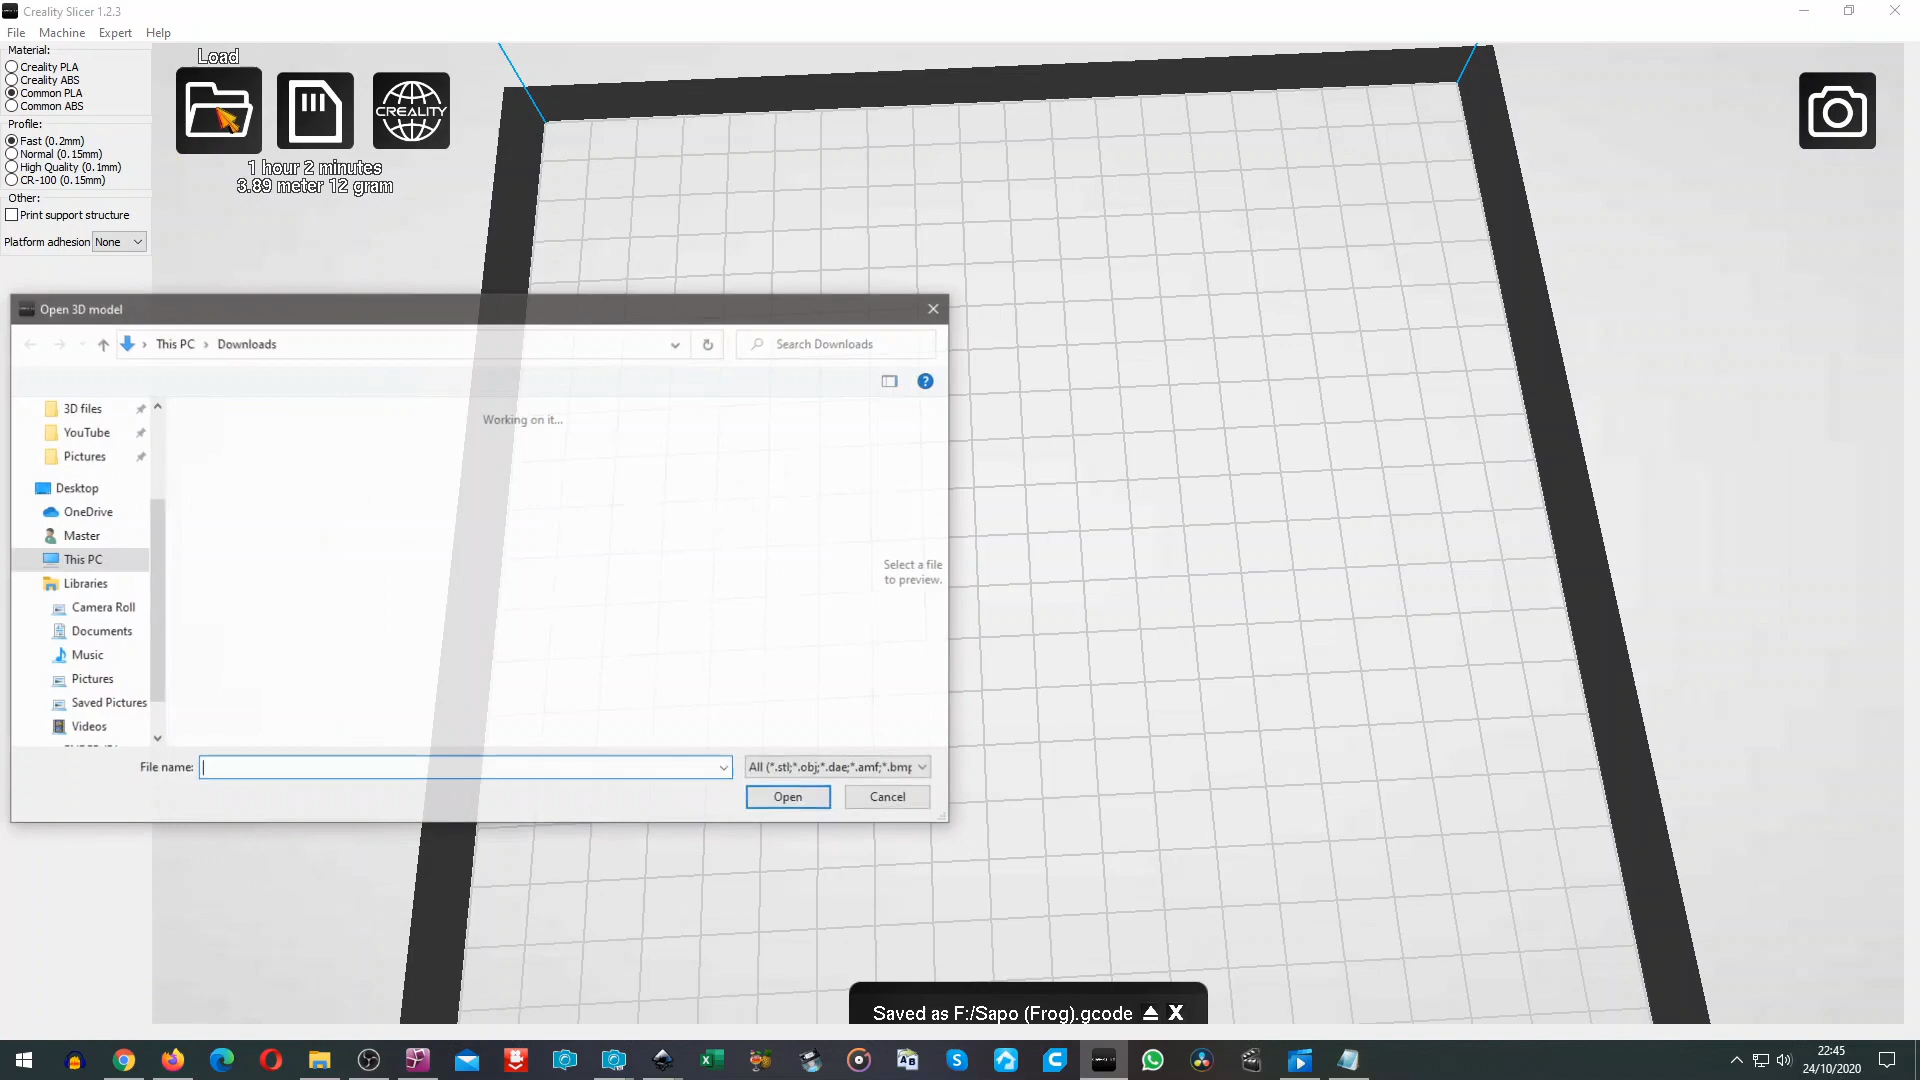 Creality Slicer 1.2.3
File Machine Expert Help
Material:
Creality PLA
Creality ABS
Common PLA
Common ABS
Profile:
Fast (0.2mm)
Normal (0.15mm)
High Quality (0.1mm)
CR-100 (0.15mm)
Other:
Print support structure
Platform adhesion None
Load
CREALITY
1 hour 2 minutes
3.89 meter 12 gram
Open 3D model
This PC > Downloads
Search Downloads
3D files
YouTube
Pictures
Desktop
OneDrive
Master
This PC
Libraries
Camera Roll
Documents
Music
Pictures
Saved Pictures
Videos
Working on it...
Select a file
to preview.
File name:
All (*.stl;*.obj;*.dae;*.amf;*.bmp
Open Cancel
Saved as F:/Sapo (Frog).gcode X
22:45
24/10/2020